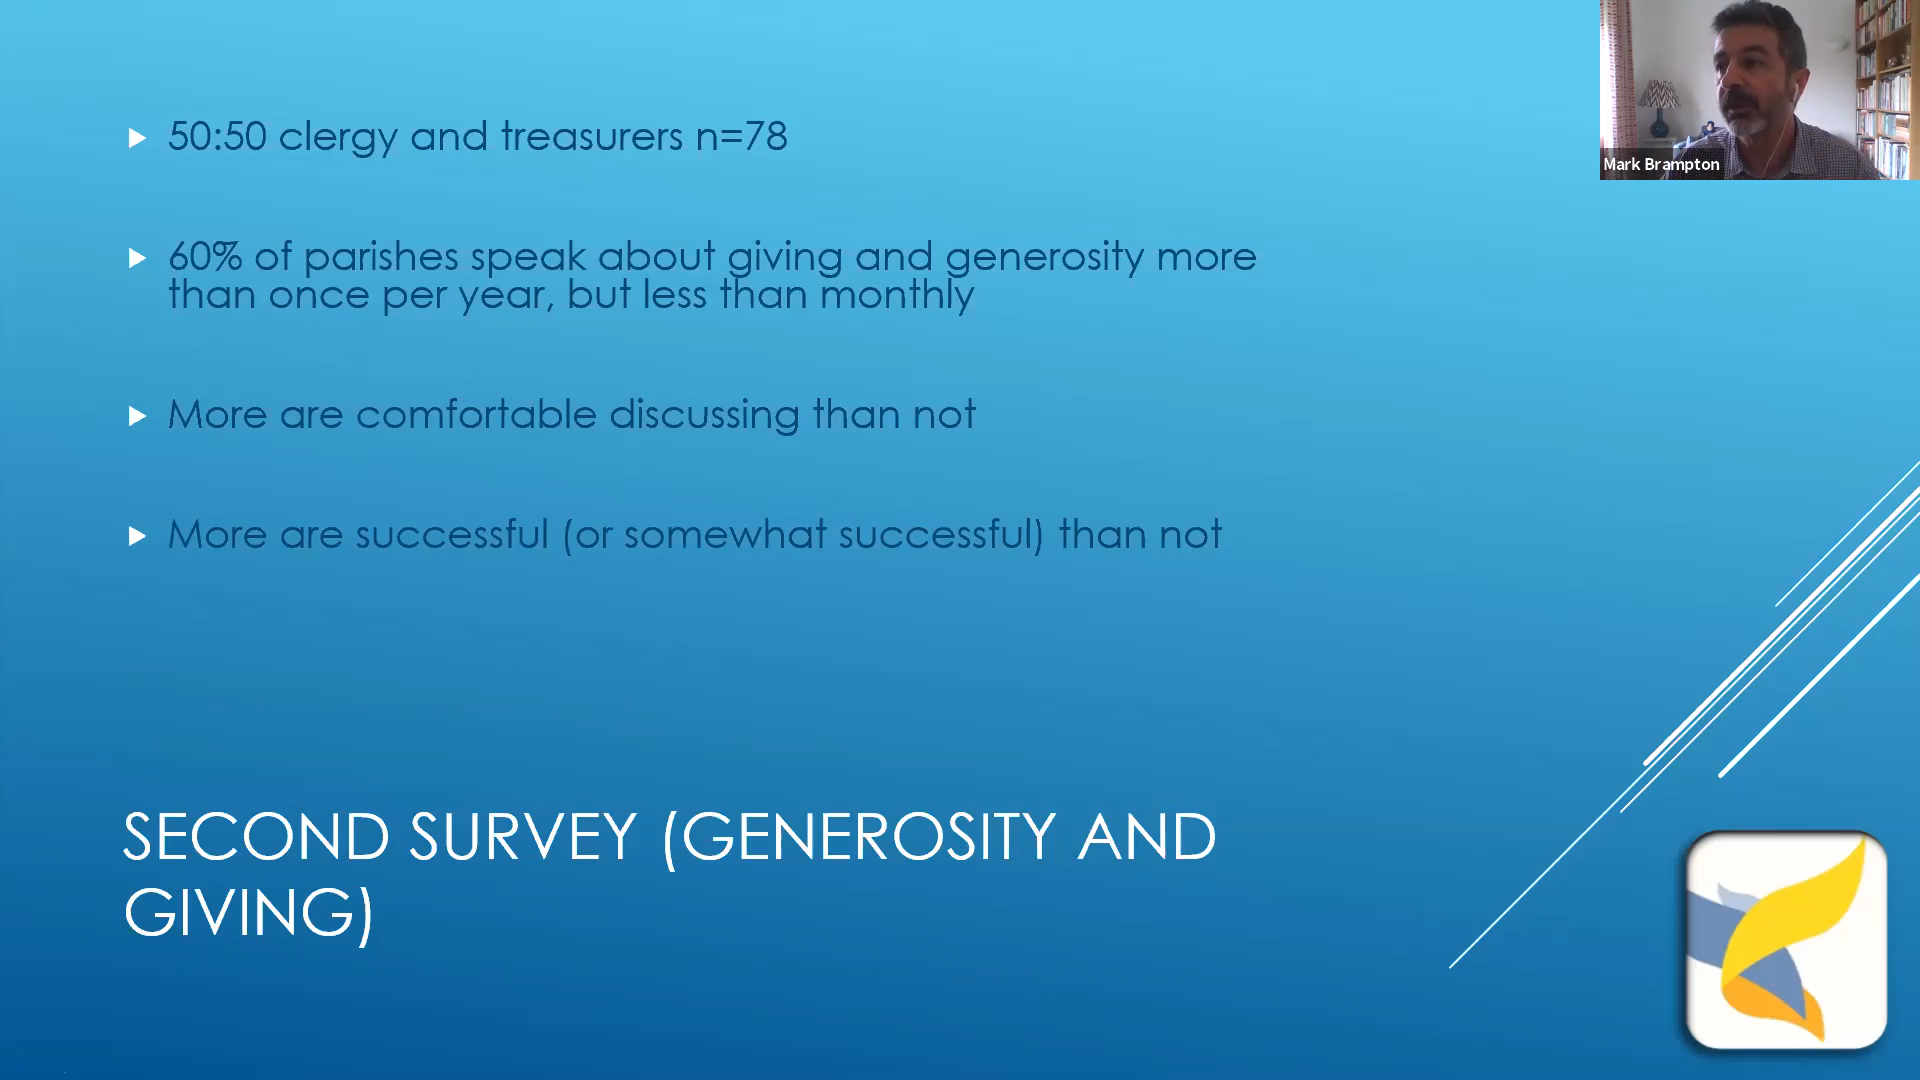 50:50 clergy and treasurers n=78
60% of parishes speak about giving and generosity more
than once per year, but less than monthly
More are comfortable discussing than not
More are successful (or somewhat successful) than not
SECOND SURVEY (GENEROSITY AND
GIVING)
Mark Brampton